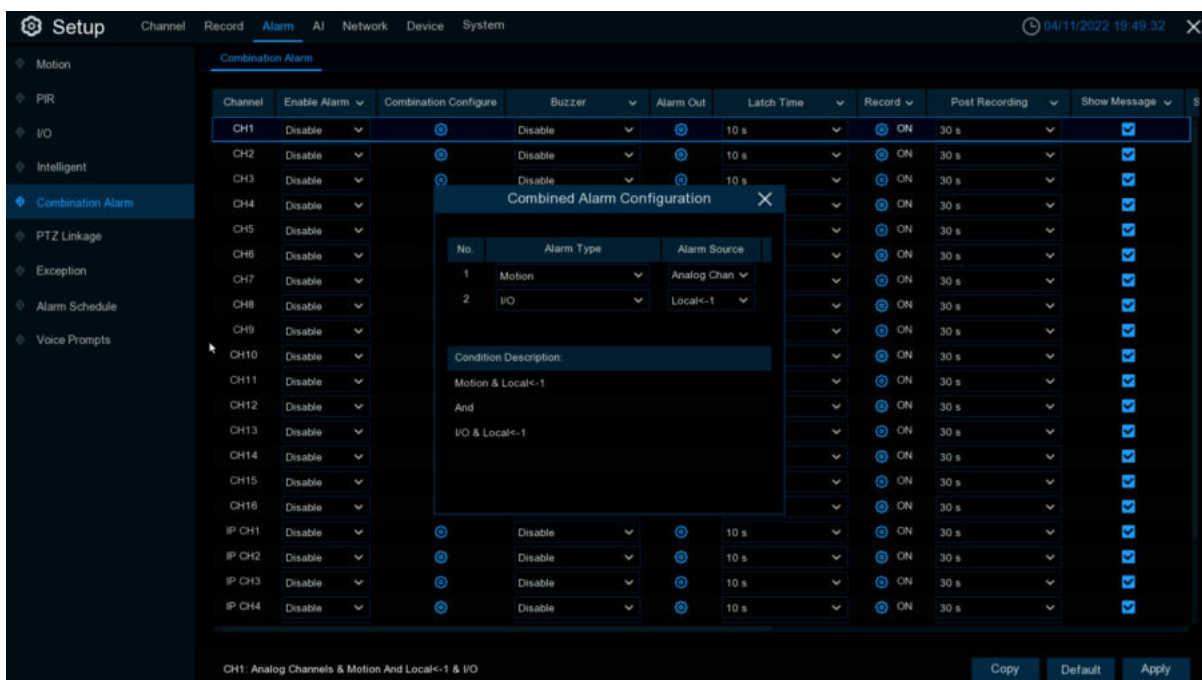 Setup Channel Record Alarm AI Network Device System 04/11/2022 19:49:32
Motion
PIR
I/O
Intelligent
Combination Alarm
PTZ Linkage
Exception
Alarm Schedule
Voice Prompts
Combination Alarm
Channel Enable Alarm Combination Configure Buzzer Alarm Out Latch Time Record Post Recording Show Message S
CH1 Disable Disable 10 s ON 30 s
CH2 Disable Disable 10 s ON 30 s
CH3 Disable Disable 10 s ON 30 s
CH4 Disable ON 30 s
CH5 Disable ON 30 s
CH6 Disable ON 30 s
CH7 Disable ON 30 s
CH8 Disable ON 30 s
CH9 Disable ON 30 s
CH10 Disable ON 30 s
CH11 Disable ON 30 s
CH12 Disable ON 30 s
CH13 Disable ON 30 s
CH14 Disable ON 30 s
CH15 Disable ON 30 s
CH16 Disable ON 30 s
IP CH1 Disable Disable 10 s ON 30 s
IP CH2 Disable Disable 10 s ON 30 s
IP CH3 Disable Disable 10 s ON 30 s
IP CH4 Disable Disable 10 s ON 30 s
Combined Alarm Configuration
No. Alarm Type Alarm Source
1 Motion Analog Chan
2 I/O Local<-1
Condition Description:
Motion & Local<-1
And
I/O & Local<-1
CH1: Analog Channels & Motion And Local<-1 & I/O
Copy Default Apply